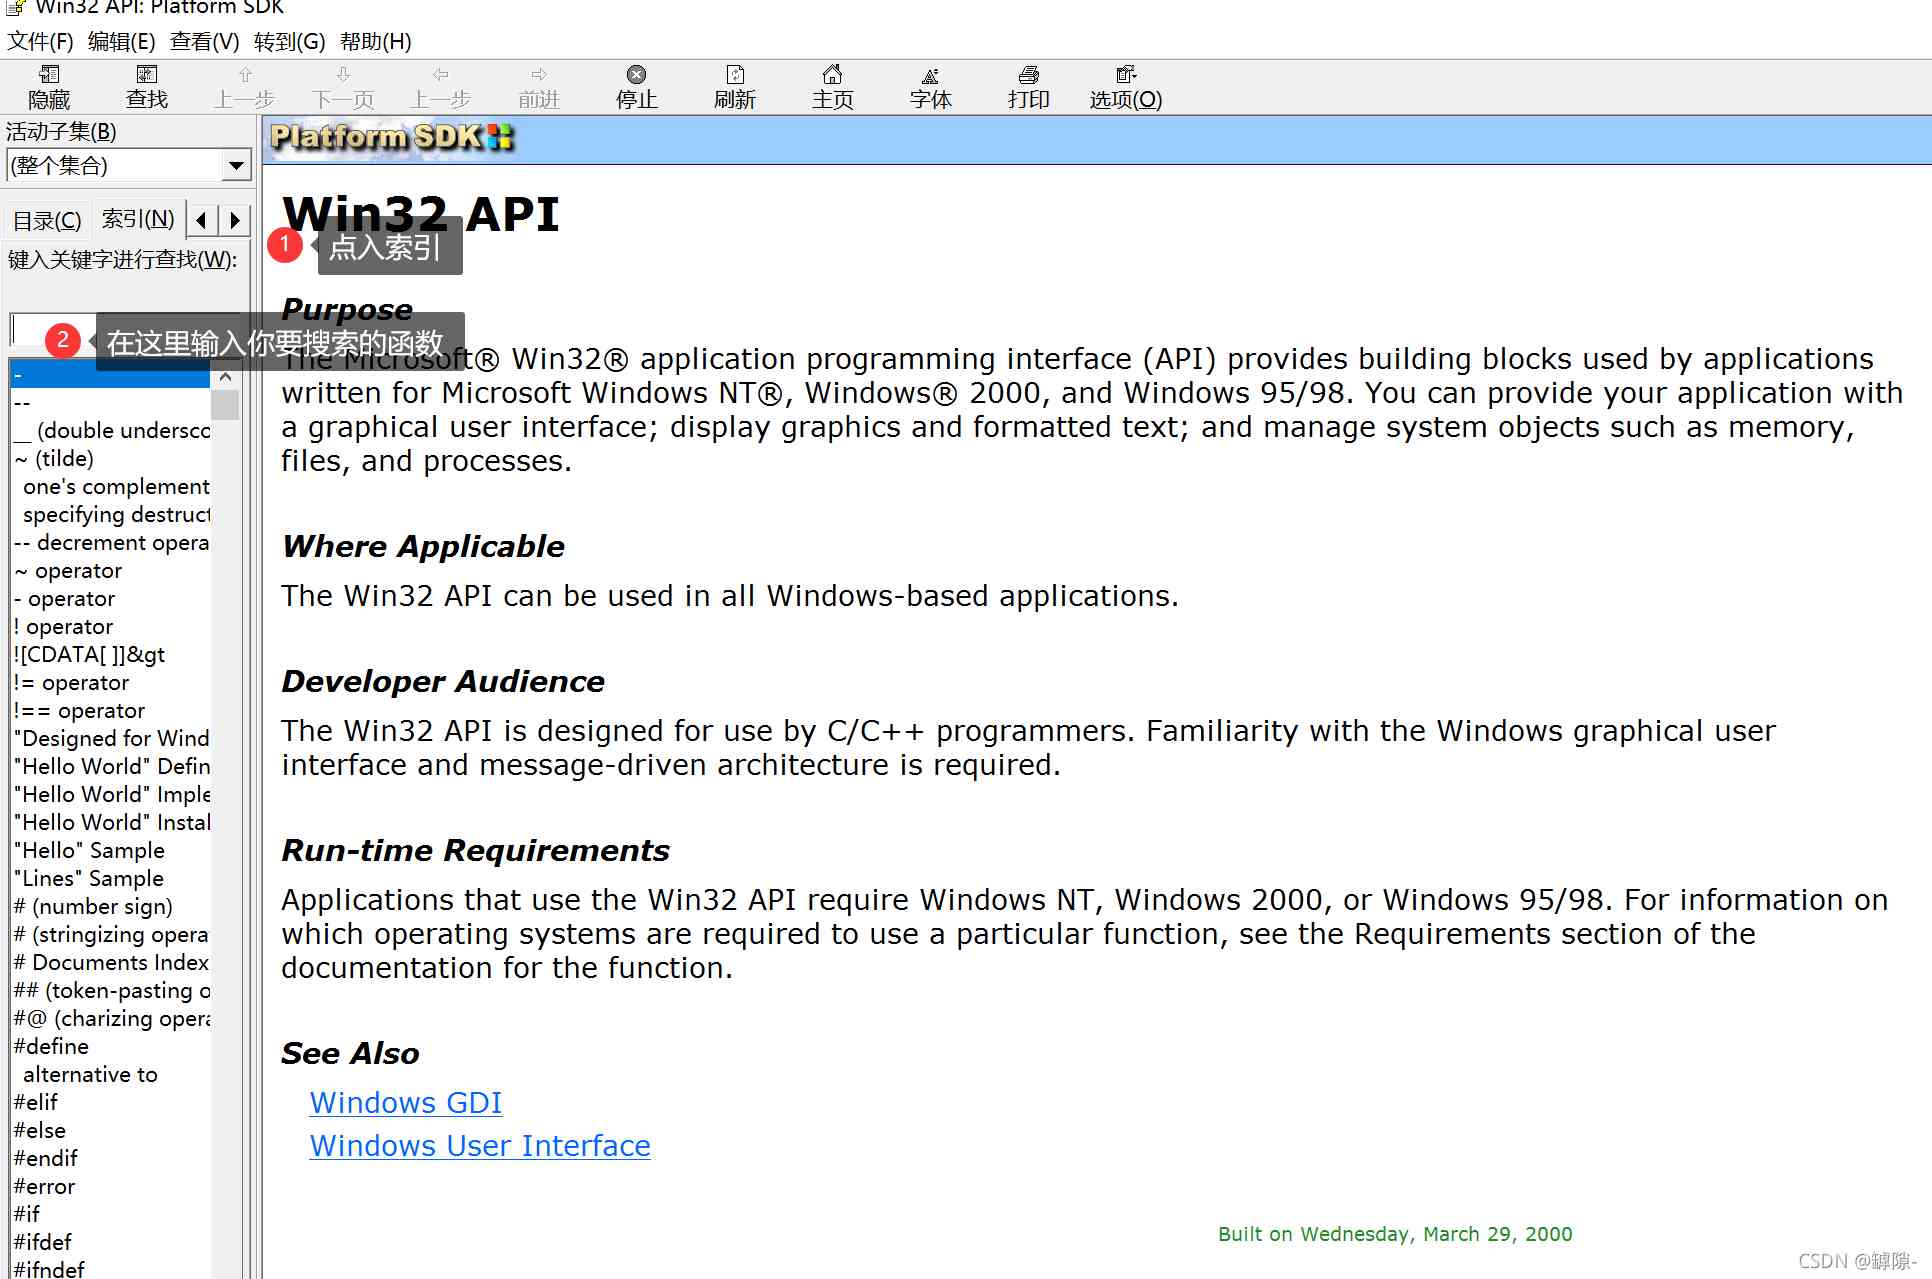 Win32 API: Platform SDK
文件(F) 编辑(E) 查看(V) 转到(G) 帮助(H)
隐藏 查找 上一步 下一页 上一步 前进 停止 刷新 主页 字体 打印 选项(O)
活动子集(B)
(整个集合)
目录(C) 索引(N)
键入关键字进行查找(W):
2 在这里输入你要搜索的函数
-
--
__ (double undersco
~ (tilde)
one's complement
specifying destruct
-- decrement opera
~ operator
- operator
! operator
![CDATA[ ]]&gt
!= operator
!== operator
"Designed for Wind
"Hello World" Defin
"Hello World" Imple
"Hello World" Instal
"Hello" Sample
"Lines" Sample
# (number sign)
# (stringizing opera
# Documents Index
## (token-pasting o
#@ (charizing opera
#define
alternative to
#elif
#else
#endif
#error
#if
#ifdef
#ifndef
Platform SDK
Win32 API
1 点入索引
Purpose
The Microsoft® Win32® application programming interface (API) provides building blocks used by applications
written for Microsoft Windows NT®, Windows® 2000, and Windows 95/98. You can provide your application with
a graphical user interface; display graphics and formatted text; and manage system objects such as memory,
files, and processes.
Where Applicable
The Win32 API can be used in all Windows-based applications.
Developer Audience
The Win32 API is designed for use by C/C++ programmers. Familiarity with the Windows graphical user
interface and message-driven architecture is required.
Run-time Requirements
Applications that use the Win32 API require Windows NT, Windows 2000, or Windows 95/98. For information on
which operating systems are required to use a particular function, see the Requirements section of the
documentation for the function.
See Also
Windows GDI
Windows User Interface
Built on Wednesday, March 29, 2000
CSDN @罅隙-